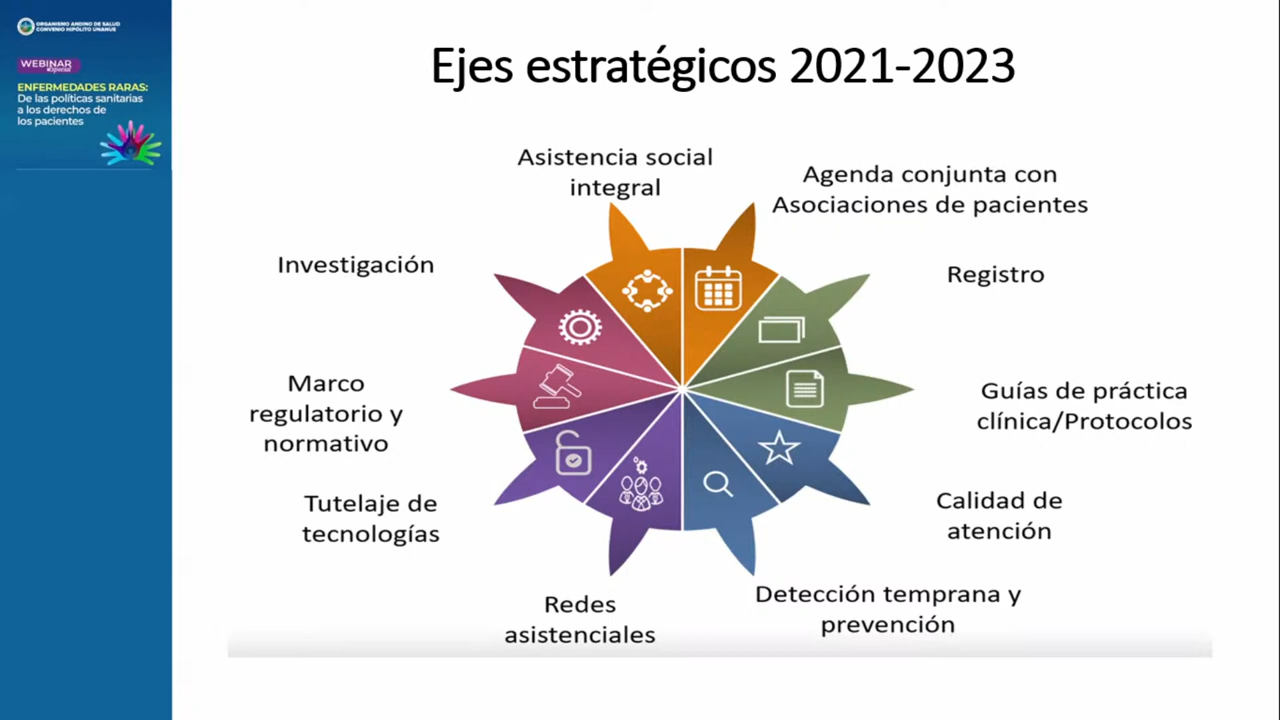 ORGANISMO ANDINO DE SALUD
CONVENIO HIPÓLITO UNANUE
WEBINAR
Especial
ENFERMEDADES RARAS:
De las políticas sanitarias
a los derechos de
los pacientes
Ejes estratégicos 2021-2023
Asistencia social
integral
Agenda conjunta con
Asociaciones de pacientes
Investigación
Registro
Marco
regulatorio y
normativo
Guías de práctica
clínica/Protocolos
Tutelaje de
tecnologías
Calidad de
atención
Redes
asistenciales
Detección temprana y
prevención